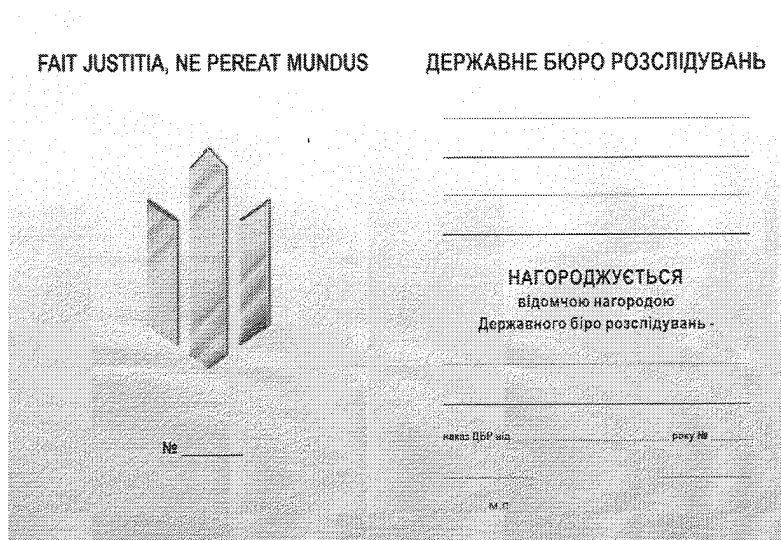 FAIT JUSTITIA, NE PEREAT MUNDUS
№
ДЕРЖАВНЕ БЮРО РОЗСЛІДУВАНЬ
НАГОРОДЖУЄТЬСЯ
відомчою нагородою
Державного біро розслідувань -
наказ ДБР від року №
М.П.